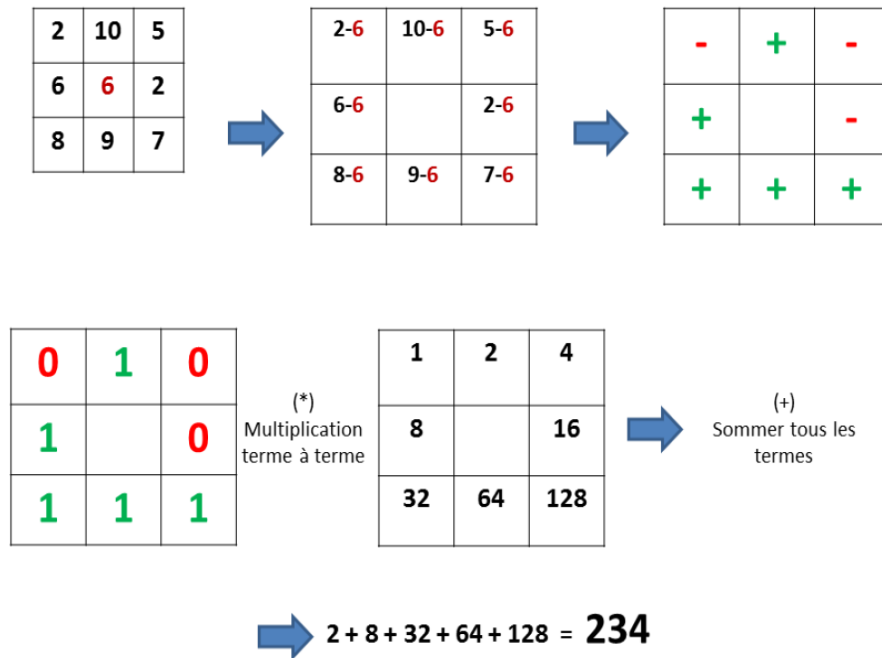 2 10 5
6 6 2
8 9 7
2-6 10-6 5-6
6-6 2-6
8-6 9-6 7-6
- + -
+ -
+ + +
0 1 0
1 0
1 1 1
(*)
Multiplication
terme à terme
1 2 4
8 16
32 64 128
(+)
Sommer tous les
termes
2 + 8 + 32 + 64 + 128 = 234